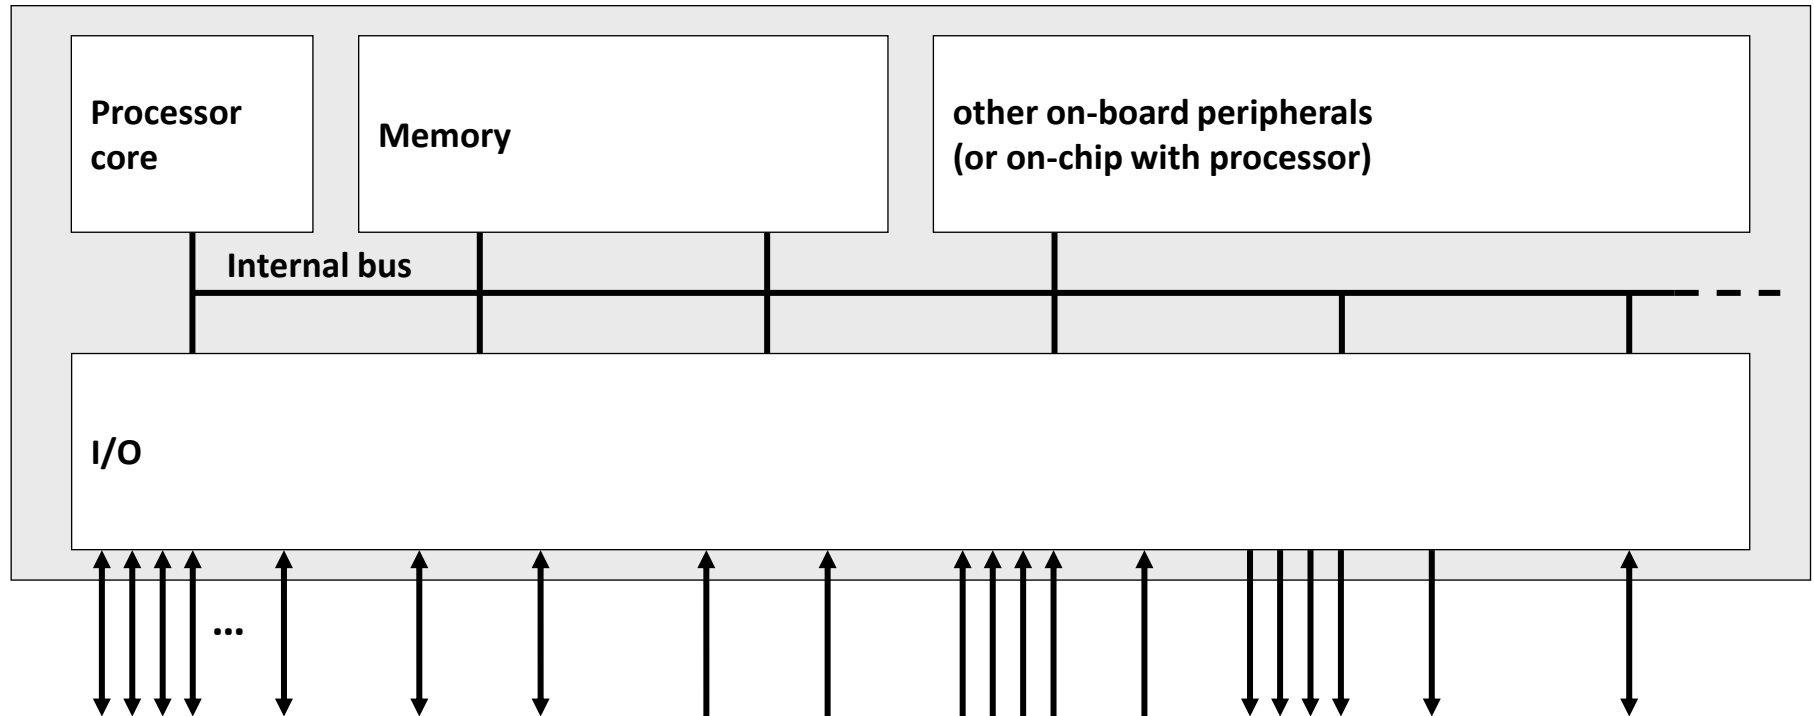 Processor
core
Memory
other on-board peripherals
(or on-chip with processor)
Internal bus
I/O
...